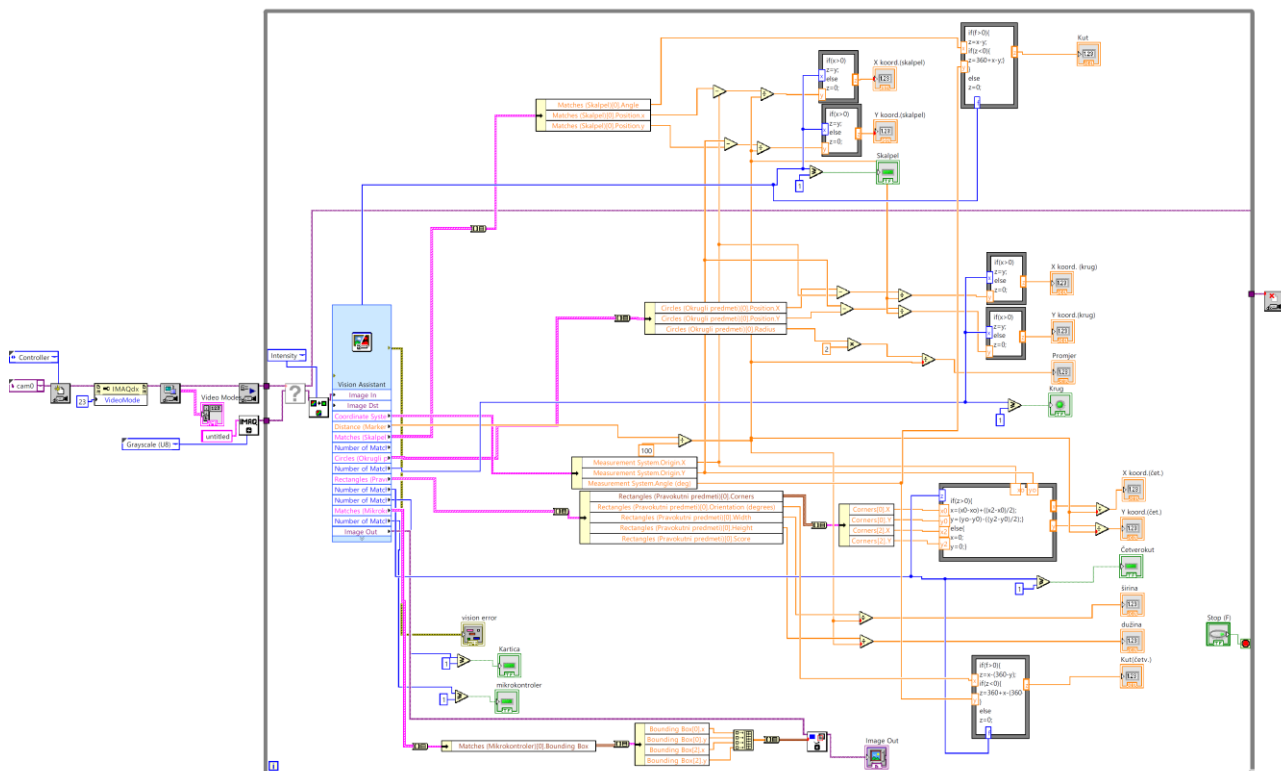 if(f>0){
z=x-y;
if(z<0){
z=360+x-y;}
}
else
z=0;
Kut
if(x>0)
z=y;
else
z=0;
X koord.(skalpel)
Matches (Skalpel)[0].Angle
Matches (Skalpel)[0].Position.x
Matches (Skalpel)[0].Position.y
if(x>0)
z=y;
else
z=0;
Y koord.(skalpel)
Skalpel
1
if(x>0)
z=y;
else
z=0;
X koord. (krug)
Circles (Okrugli predmeti)[0].Position.X
Circles (Okrugli predmeti)[0].Position.Y
Circles (Okrugli predmeti)[0].Radius
if(x>0)
z=y;
else
z=0;
Y koord.(krug)
2
Promjer
Krug
1
Controller
cam0
IMAQdx
VideoMode
23
Video Mode
Grayscale (U8)
untitled
IMAQ
Intensity
Vision Assistant
Image In
Image Dst
Coordinate Syste
Distance (Marker
Matches (Skalpel
Number of Match
Circles (Okrugli p
Number of Match
Rectangles (Prava
Number of Match
Number of Match
Matches (Mikrok
Number of Match
Image Out
100
Measurement System:Origin.X
Measurement System:Origin.Y
Measurement System:Angle (deg)
Rectangles (Pravokutni predmeti)[0].Corners
Rectangles (Pravokutni predmeti)[0].Orientation (degrees)
Rectangles (Pravokutni predmeti)[0].Width
Rectangles (Pravokutni predmeti)[0].Height
Rectangles (Pravokutni predmeti)[0].Score
Corners[0].X
Corners[0].Y
Corners[2].X
Corners[2].Y
if(z>0){
x=(x0-xo)+((x2-x0)/2);
y=(yo-y0)-((y2-y0)/2);}
else{
x=0;
y=0;}
X koord.(čet.)
Y koord.(čet.)
Četverokut
1
širina
dužina
Stop (F)
vision error
Kartica
1
mikrokontroler
1
if(f>0){
z=x-(360-y);
if(z<0){
z=360+x-(360
}
else
z=0;
Kut(četv.)
Matches (Mikrokontroler)[0].Bounding Box
Bounding Box[0].x
Bounding Box[0].y
Bounding Box[2].x
Bounding Box[2].y
Image Out
i